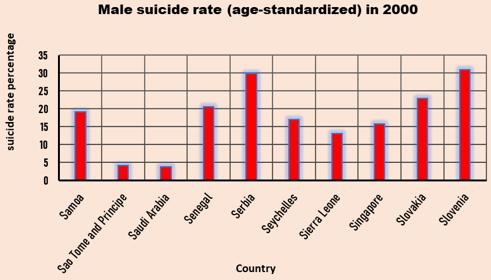 Male suicide rate (age-standardized) in 2000
suicide rate percentage
35
30
25
20
15
10
5
0
Samoa
Sao Tome and Principe
Saudi Arabia
Senegal
Serbia
Seychelles
Sierra Leone
Singapore
Slovakia
Slovenia
Country